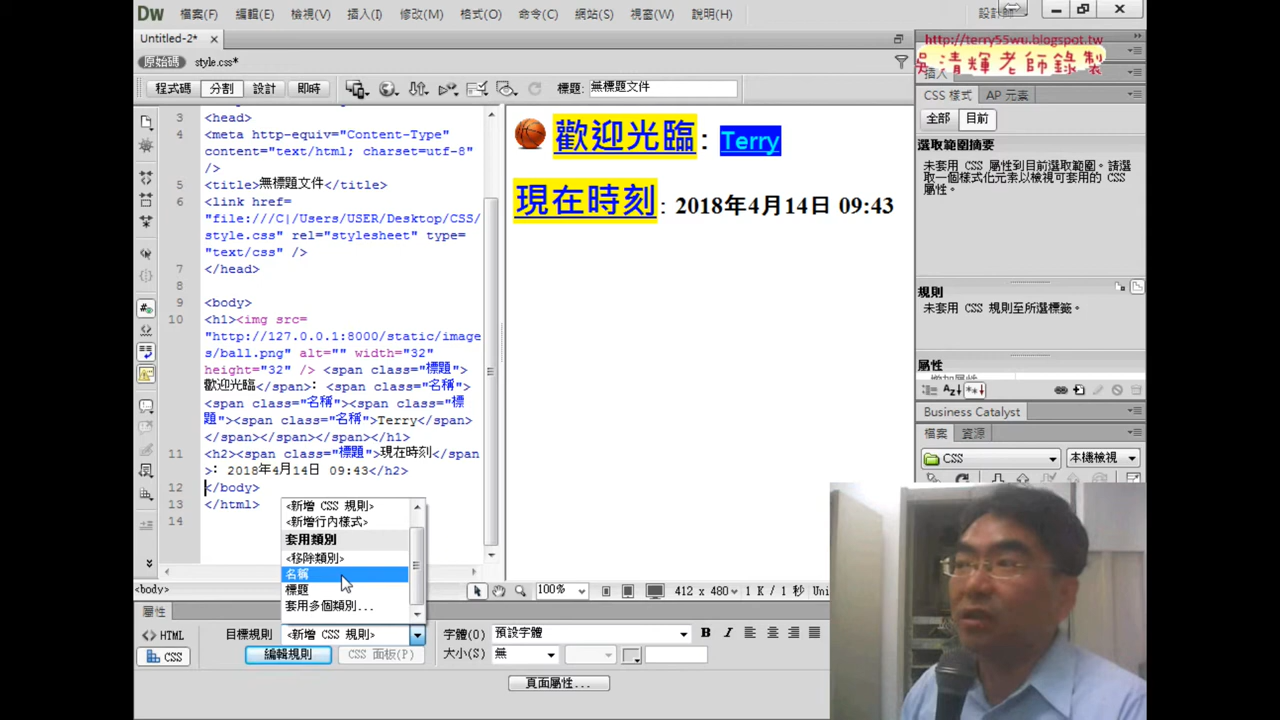 Dw 檔案(F) 編輯(E) 檢視(V) 插入(I) 修改(M) 格式(O) 命令(C) 網站(S) 視窗(W) 說明(H)
http://terry55wu.blogspot.tw
吳清輝老師錄製
Untitled-2* ×
原始碼 style.css*
程式碼 分割 設計 即時 標題: 無標題文件
3 <head>
4 <meta http-equiv="Content-Type"
content="text/html; charset=utf-8"
/>
5 <title>無標題文件</title>
6 <link href=
"file:///C|/Users/USER/Desktop/CSS/
style.css" rel="stylesheet" type=
"text/css" />
7 </head>
8
9 <body>
10 <h1><img src=
"http://127.0.0.1:8000/static/image
s/ball.png" alt="" width="32"
height="32" /> <span class="標題">
歡迎光臨</span>: <span class="名稱">
<span class="名稱"><span class="標
題"><span class="名稱">Terry</span>
</span></span></span></h1>
11 <h2><span class="標題">現在時刻</span
>: 2018年4月14日 09:43</h2>
12 </body>
13 </html>
14
歡迎光臨: Terry
現在時刻: 2018年4月14日 09:43
插入
CSS 樣式 AP 元素
全部 目前
選取範圍摘要
未套用 CSS 屬性到目前選取範圍。請選
取一個樣式化元素以檢視可套用的 CSS
屬性。
規則
未套用 CSS 規則至所選標籤。
屬性
Business Catalyst
檔案 資源
CSS 本機檢視
<新增 CSS 規則>
<新增行內樣式>
套用類別
<移除類別>
名稱
標題
套用多個類別...
<body> 100% 412 x 480 1 K / 1 秒 Uni
屬性
<> HTML 目標規則 <新增 CSS 規則> 字體(O) 預設字體 B I
CSS 編輯規則 CSS 面板(P) 大小(S) 無
頁面屬性...